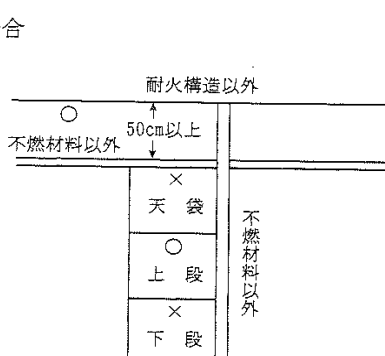 合
耐火構造以外
○
50cm以上
不燃材料以外
×
天袋
○
上段
×
下段
不燃材料以外